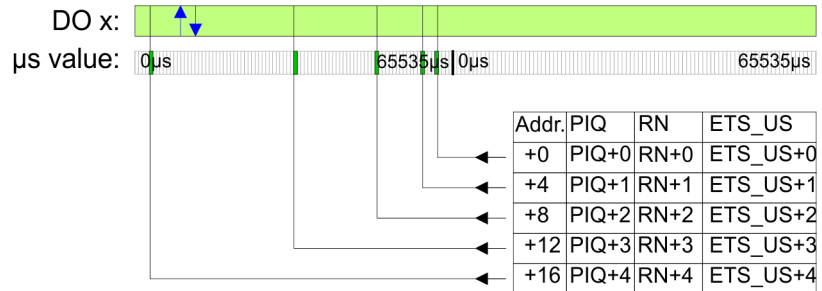 DO x:
µs value: 0µs 65535µs 0µs 65535µs
Addr. PIQ RN ETS_US
+0 PIQ+0 RN+0 ETS_US+0
+4 PIQ+1 RN+1 ETS_US+1
+8 PIQ+2 RN+2 ETS_US+2
+12 PIQ+3 RN+3 ETS_US+3
+16 PIQ+4 RN+4 ETS_US+4